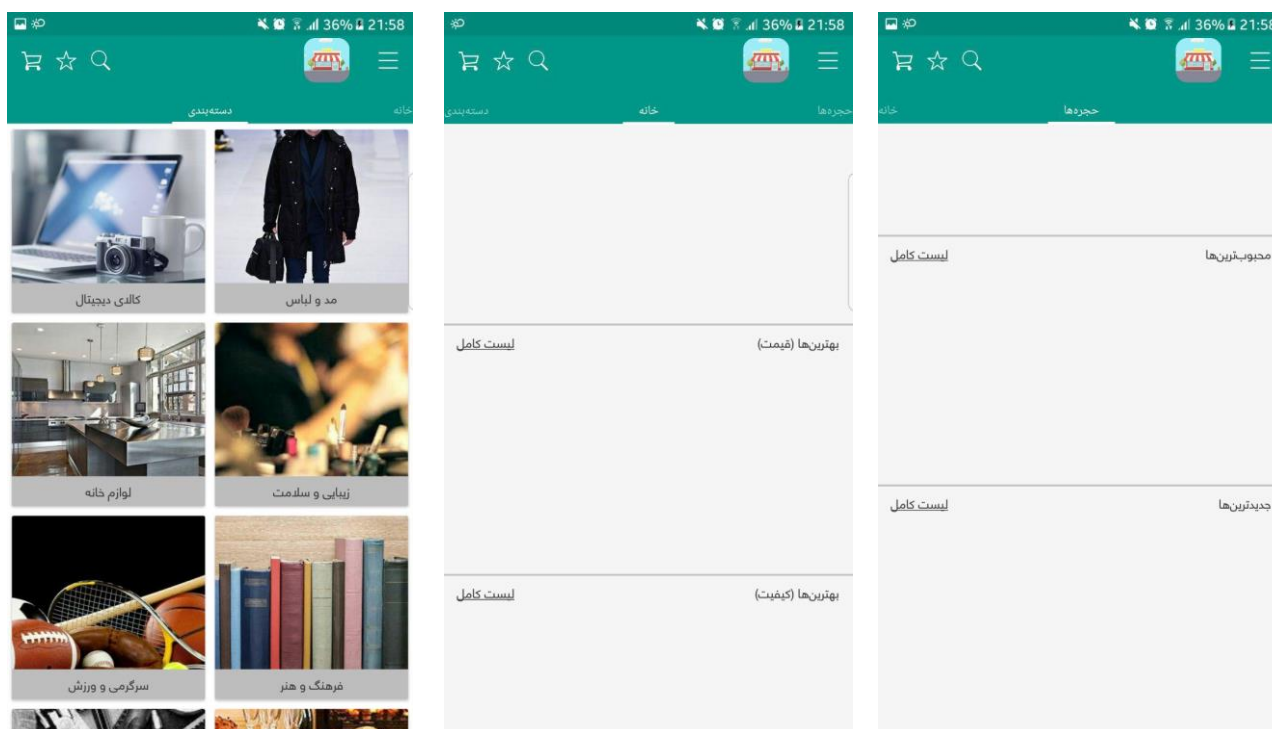 36% 21:58
دسته‌بندی
خانه
مد و لباس
کالای دیجیتال
زیبایی و سلامت
لوازم خانه
فرهنگ و هنر
سرگرمی و ورزش
36% 21:58
حجره‌ها
خانه
دسته‌بندی
بهترین‌ها (قیمت)
لیست کامل
بهترین‌ها (کیفیت)
لیست کامل
36% 21:58
حجره‌ها
خانه
محبوب‌ترین‌ها
لیست کامل
جدیدترین‌ها
لیست کامل